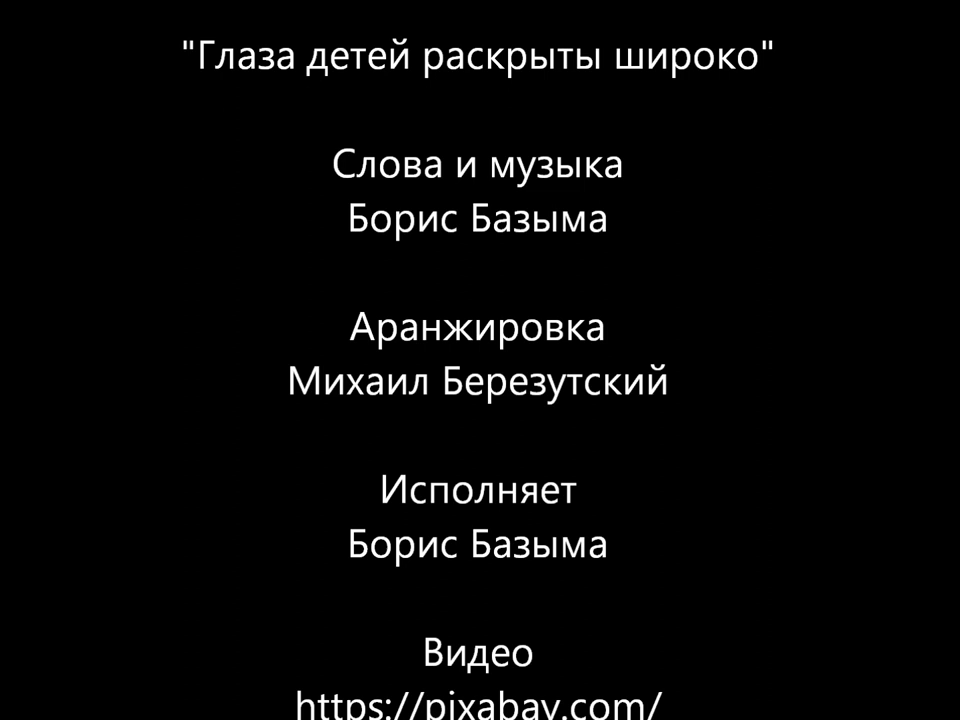 "Глаза детей раскрыты широко"
Слова и музыка
Борис Базыма
Аранжировка
Михаил Березутский
Исполняет
Борис Базыма
Видео
https://pixabay.com/